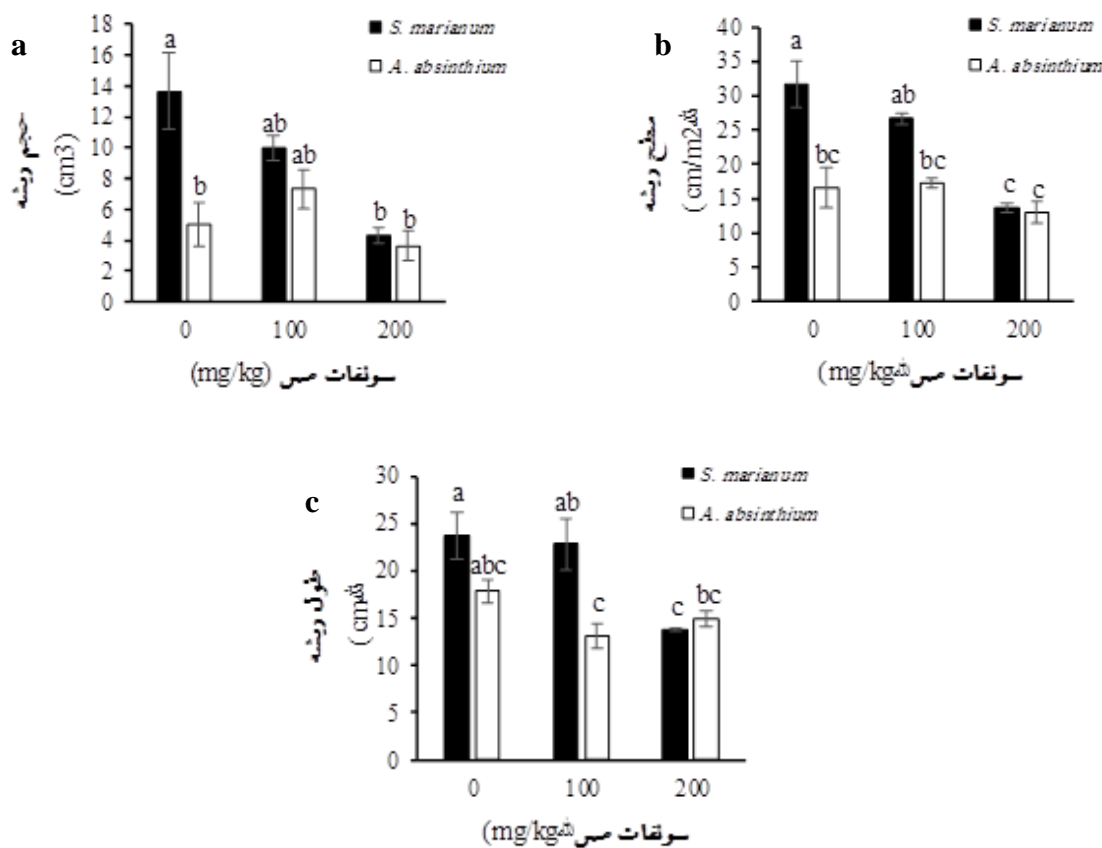 a
18
16
14
12
10
8
6
4
2
0
حجم ریشه
(cm3)
S. marianum
A. absinthium
a
b
ab
ab
b
b
0 100 200
سولفات مس (mg/kg)
b
40
35
30
25
20
15
10
5
0
سطح ریشه
( cm/m2
S. marianum
A. absinthium
a
bc
ab
bc
c
c
0 100 200
سولفات مس ( mg/kg
c
30
25
20
15
10
5
0
طول ریشه
( cm
S. marianum
A. absinthium
a
abc
ab
c
c
bc
0 100 200
سولفات مس (mg/kg